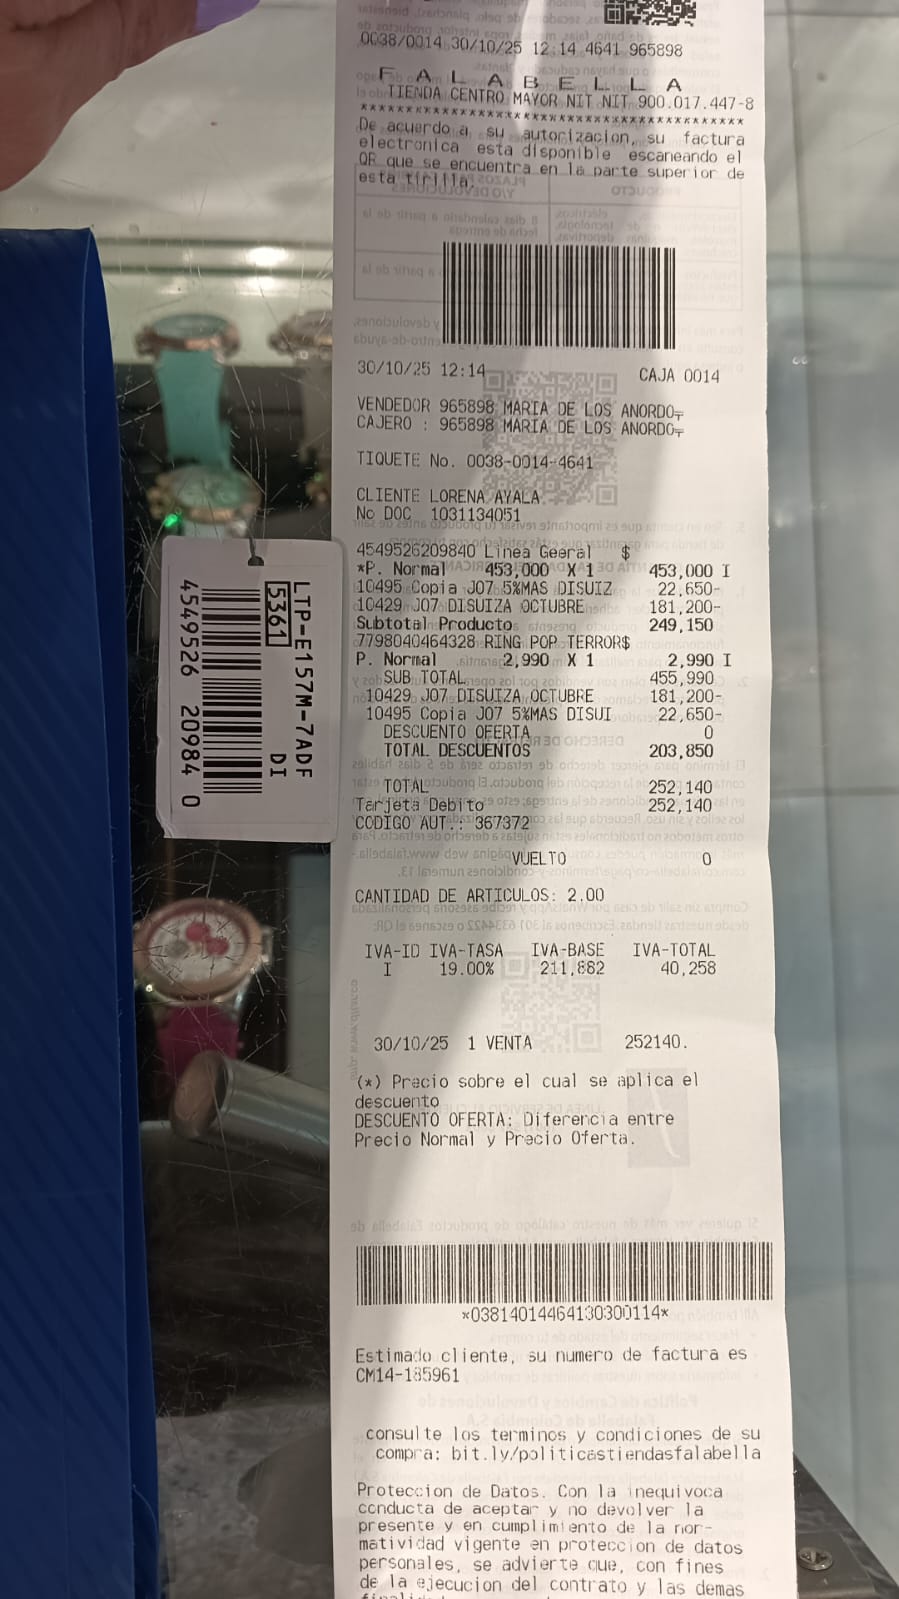 0038/0014 30/10/25 12:14 4641 965898
F A L A B E L L A
TIENDA CENTRO MAYOR NIT NIT 900.017.447-8
******************************************
De acuerdo a su autorizacion, su factura
electronica esta disponible escaneando el
QR que se encuentra en la parte superior de
esta tirilla.
30/10/25 12:14 CAJA 0014
VENDEDOR 965898 MARIA DE LOS ANORDO
CAJERO : 965898 MARIA DE LOS ANORDO
TIQUETE No. 0038-0014-4641
CLIENTE LORENA AYALA
No DOC 1031134051
4549526209840 Linea Geeral $
*P. Normal 453,000 X 1 453,000 I
10495 Copia J07 5%MAS DISUIZ 22,650-
10429 J07 DISUIZA OCTUBRE 181,200-
Subtotal Producto 249,150
7798040464328 RING POP TERROR$
P. Normal 2,990 X 1 2,990 I
SUB TOTAL 455,990
10429 J07 DISUIZA OCTUBRE 181,200-
10495 Copia J07 5%MAS DISUI 22,650-
DESCUENTO OFERTA 0
TOTAL DESCUENTOS 203,850
TOTAL 252,140
Tarjeta Debito 252,140
CODIGO AUT.: 367372
VUELTO 0
CANTIDAD DE ARTICULOS: 2.00
IVA-ID IVA-TASA IVA-BASE IVA-TOTAL
I 19.00% 211,882 40,258
30/10/25 1 VENTA 252140.
(*) Precio sobre el cual se aplica el
descuento
DESCUENTO OFERTA: Diferencia entre
Precio Normal y Precio Oferta.
*03814014464130300114*
Estimado cliente, su numero de factura es
CM14-185961
consulte los terminos y condiciones de su
compra: bit.ly/politicastiendasfalabella
Proteccion de Datos. Con la inequivoca
conducta de aceptar y no devolver la
presente y en cumplimiento de la nor-
matividad vigente en proteccion de datos
personales, se advierte que, con fines
de la ejecucion del contrato y las demas
LTP-E157M-7ADF
5361 DI
4549526 20984 0